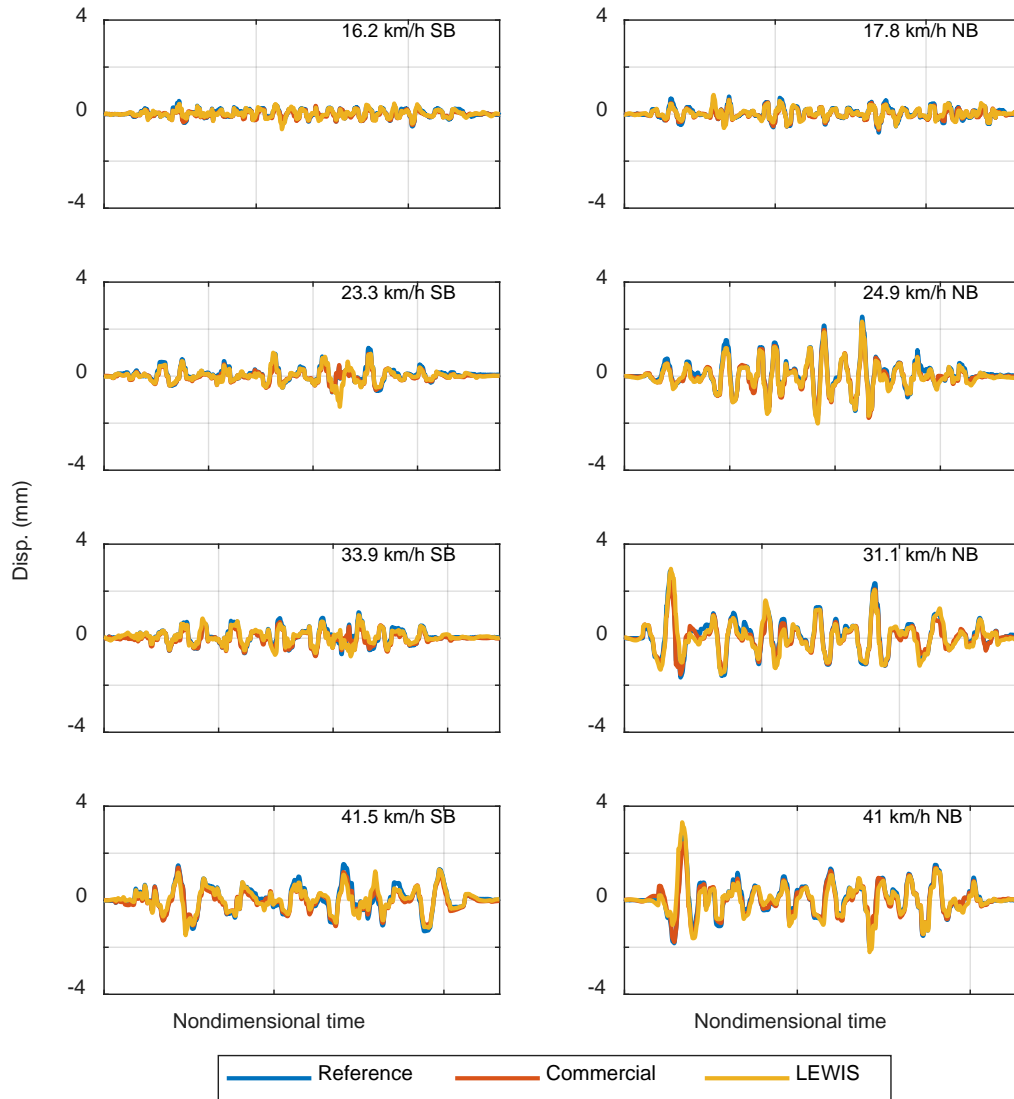 4
0
-4
16.2 km/h SB
17.8 km/h NB
4
0
-4
23.3 km/h SB
4
0
-4
24.9 km/h NB
Disp. (mm)
4
0
-4
33.9 km/h SB
4
0
-4
31.1 km/h NB
4
0
-4
41.5 km/h SB
4
0
-4
41 km/h NB
4
0
-4
Nondimensional time
Nondimensional time
Reference Commercial LEWIS